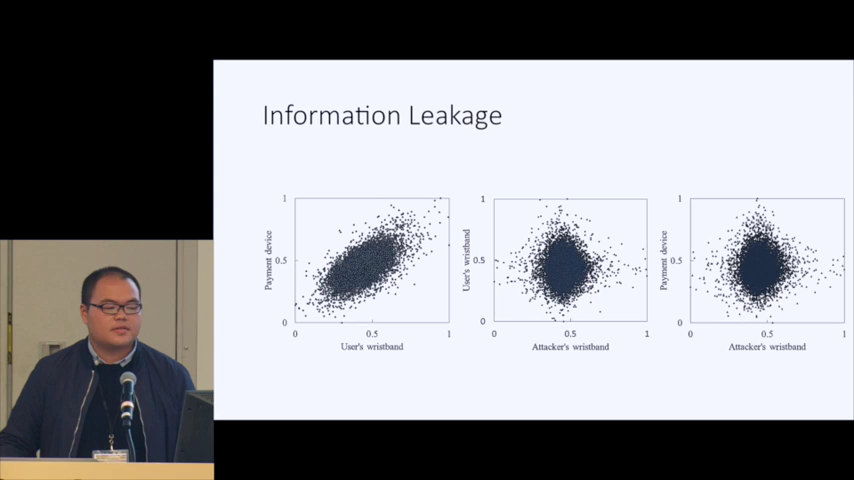 Information Leakage
1
0.5
0
Payment device
0
0.5
1
User's wristband
1
0.5
0
User's wristband
0
0.5
1
Attacker's wristband
1
0.5
0
Payment device
0
0.5
1
Attacker's wristband